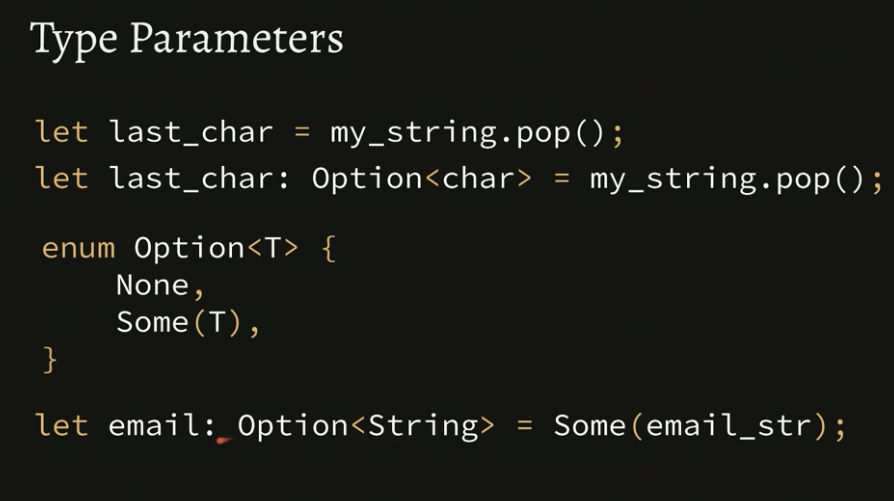 Type Parameters
let last_char = my_string.pop();
let last_char: Option<char> = my_string.pop();
enum Option<T> {
None,
Some(T),
}
let email: Option<String> = Some(email_str);